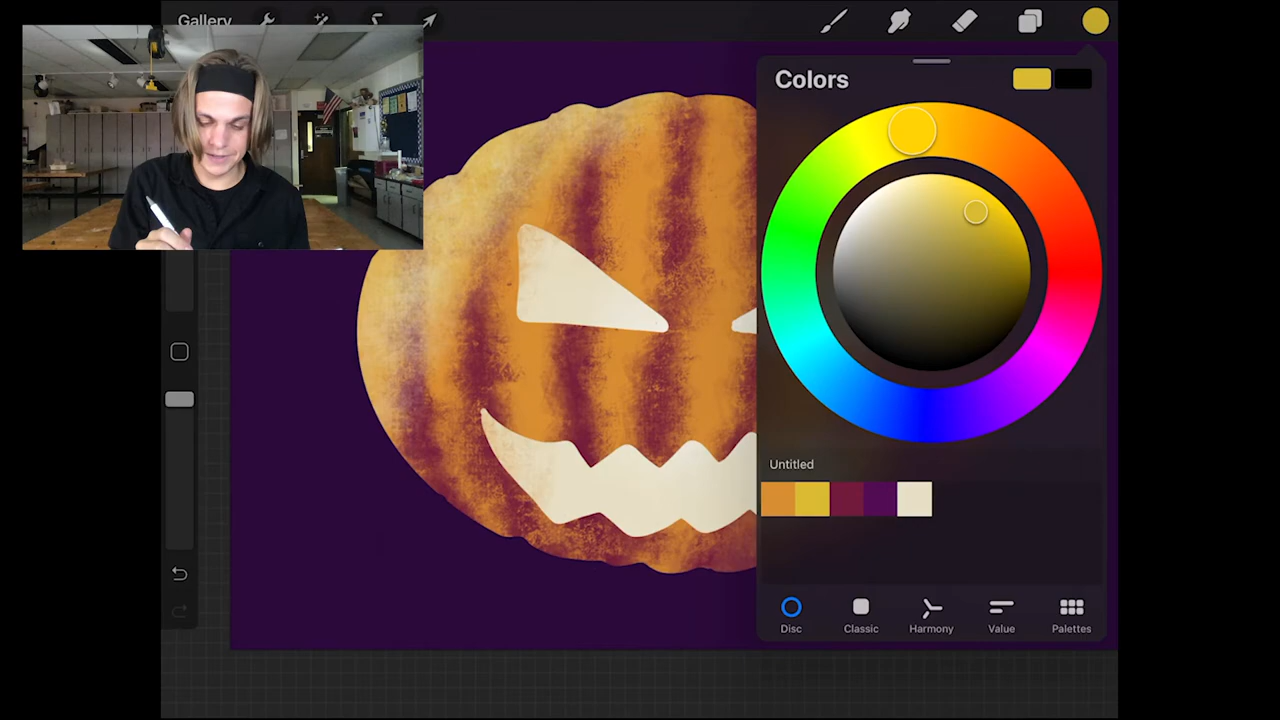 Gallery
Colors
Untitled
Disc
Classic
Harmony
Value
Palettes